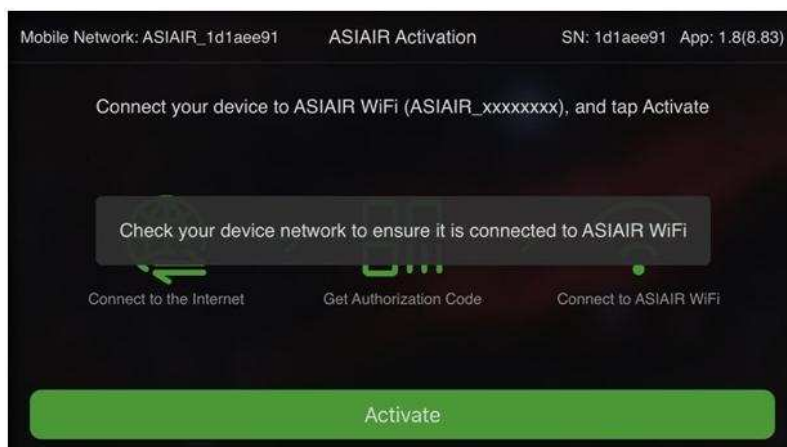 Mobile Network: ASIAIR_1d1aee91 ASIAIR Activation SN: 1d1aee91 App: 1.8(8.83)
Connect your device to ASIAIR WiFi (ASIAIR_xxxxxxxx), and tap Activate
Check your device network to ensure it is connected to ASIAIR WiFi
Connect to the Internet Get Authorization Code Connect to ASIAIR WiFi
Activate